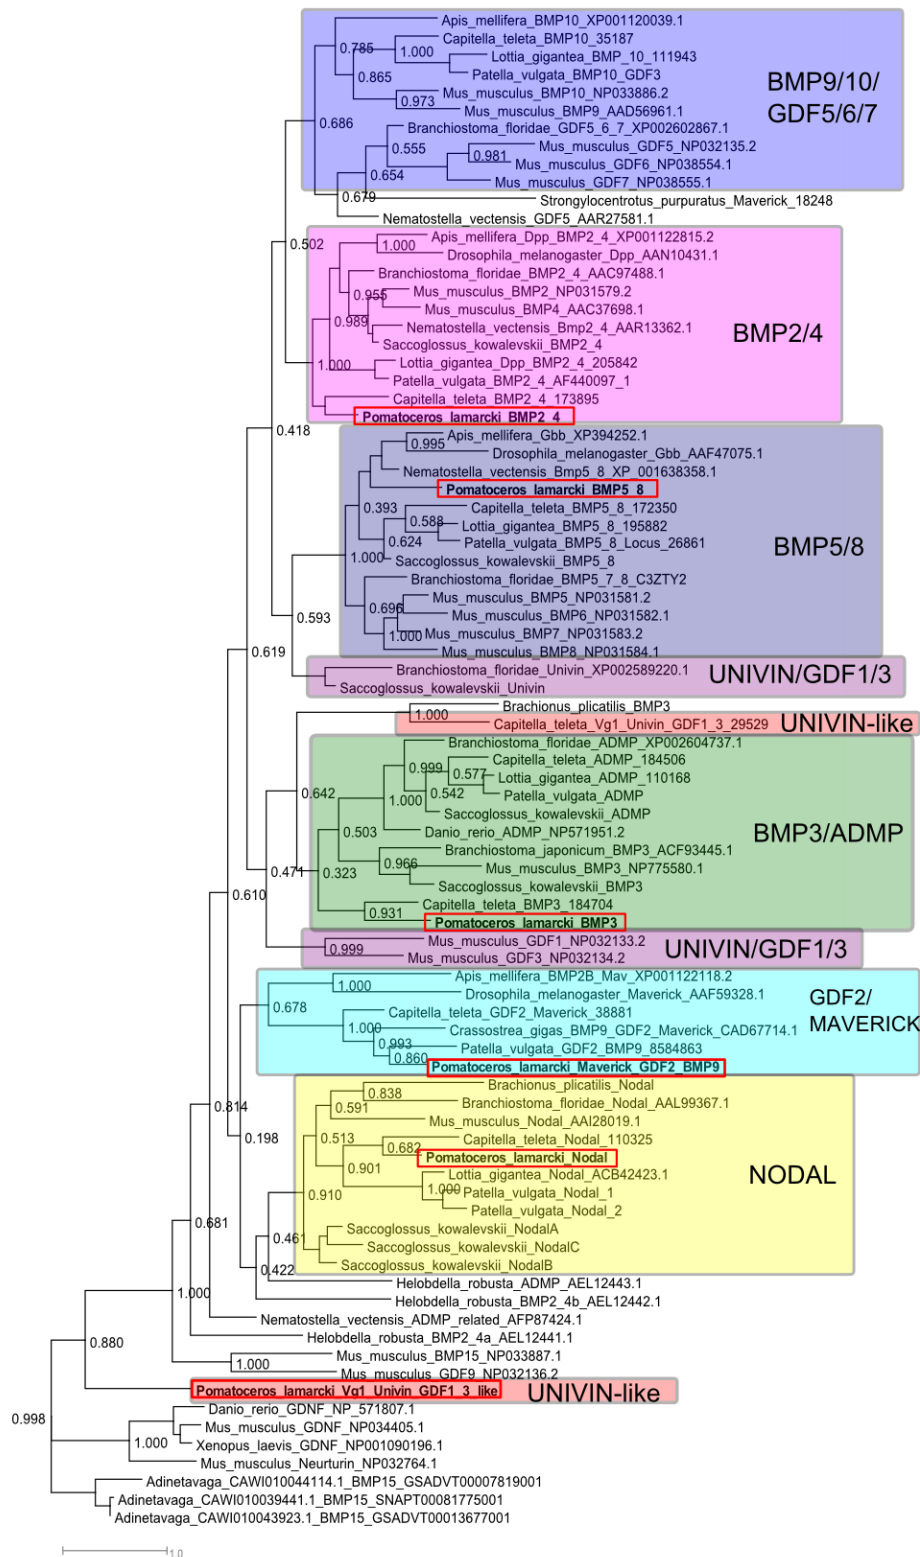 Apis_mellifera_BMP10_XP001120039.1
0.785
Capitella_teleta_BMP10_35187
1.000
Lottia_gigantea_BMP_10_111943
0.865
Patella_vulgata_BMP10_GDF3
BMP9/10/
GDF5/6/7
Mus_musculus_BMP10_NP033886.2
0.973
Mus_musculus_BMP9_AAD56961.1
0.686
Branchiostoma_floridae_GDF5_6_7_XP002602867.1
0.555
Mus_musculus_GDF5_NP032135.2
0.981
Mus_musculus_GDF6_NP038554.1
0.654
Mus_musculus_GDF7_NP038555.1
0.679
Strongylocentrotus_purpuratus_Maverick_18248
Nematostella_vectensis_GDF5_AAR27581.1
0.502
Apis_mellifera_Dpp_BMP2_4_XP001122815.2
1.000
Drosophila_melanogaster_Dpp_AAN10431.1
Branchiostoma_floridae_BMP2_4_AAC97488.1
0.955
Mus_musculus_BMP2_NP031579.2
Mus_musculus_BMP4_AAC37698.1
0.989
Nematostella_vectensis_Bmp2_4_AAR13362.1
BMP2/4
Saccoglossus_kowalevskii_BMP2_4
1.000
Lottia_gigantea_Dpp_BMP2_4_205842
Patella_vulgata_BMP2_4_AF440097_1
Capitella_teleta_BMP2_4_173895
Pomatoceros_lamarcki_BMP2_4
0.418
Apis_mellifera_Gbb_XP394252.1
0.995
Drosophila_melanogaster_Gbb_AAF47075.1
Nematostella_vectensis_Bmp5_8_XP_001638358.1
Pomatoceros_lamarcki_BMP5_8
0.393
Capitella_teleta_BMP5_8_172350
0.588
Lottia_gigantea_BMP5_8_195882
0.624
Patella_vulgata_BMP5_8_Locus_26861
BMP5/8
1.000
Saccoglossus_kowalevskii_BMP5_8
Branchiostoma_floridae_BMP5_7_8_C3ZTY2
0.696
Mus_musculus_BMP5_NP031581.2
0.593
Mus_musculus_BMP6_NP031582.1
1.000
Mus_musculus_BMP7_NP031583.2
0.619
Mus_musculus_BMP8_NP031584.1
Branchiostoma_floridae_Univin_XP002589220.1
UNIVIN/GDF1/3
Saccoglossus_kowalevskii_Univin
Brachionus_plicatilis_BMP3
1.000
Capitella_teleta_Vg1_Univin_GDF1_3_29529
UNIVIN-like
Branchiostoma_floridae_ADMP_XP002604737.1
0.999
Capitella_teleta_ADMP_184506
0.577
Lottia_gigantea_ADMP_110168
0.642
0.542
Patella_vulgata_ADMP
1.000
Saccoglossus_kowalevskii_ADMP
0.503
Danio_rerio_ADMP_NP571951.2
BMP3/ADMP
Branchiostoma_japonicum_BMP3_ACF93445.1
0.966
Mus_musculus_BMP3_NP775580.1
0.471
0.323
Saccoglossus_kowalevskii_BMP3
0.610
Capitella_teleta_BMP3_184704
0.931
Pomatoceros_lamarcki_BMP3
Mus_musculus_GDF1_NP032133.2
0.999
UNIVIN/GDF1/3
Mus_musculus_GDF3_NP032134.2
Apis_mellifera_BMP2B_Mav_XP001122118.2
1.000
Drosophila_melanogaster_Maverick_AAF59328.1
GDF2/
MAVERICK
0.678
Capitella_teleta_GDF2_Maverick_38881
1.000
Crassostrea_gigas_BMP9_GDF2_Maverick_CAD67714.1
0.993
Patella_vulgata_GDF2_BMP9_8584863
0.860
Pomatoceros_lamarcki_Maverick_GDF2_BMP9
Brachionus_plicatilis_Nodal
0.838
0.814
0.591
Branchiostoma_floridae_Nodal_AAL99367.1
Mus_musculus_Nodal_AAI28019.1
0.198
0.513
Capitella_teleta_Nodal_110325
0.682
Pomatoceros_lamarcki_Nodal
0.901
Lottia_gigantea_Nodal_ACB42423.1
NODAL
0.910
1.000
Patella_vulgata_Nodal_1
Patella_vulgata_Nodal_2
0.681
Saccoglossus_kowalevskii_NodalA
0.461
Saccoglossus_kowalevskii_NodalC
Saccoglossus_kowalevskii_NodalB
0.422
Helobdella_robusta_ADMP_AEL12443.1
1.000
Helobdella_robusta_BMP2_4b_AEL12442.1
Nematostella_vectensis_ADMP_related_AFP87424.1
Helobdella_robusta_BMP2_4a_AEL12441.1
0.880
Mus_musculus_BMP15_NP033887.1
1.000
Mus_musculus_GDF9_NP032136.2
Pomatoceros_lamarcki_Vg1_Univin_GDF1_3_like
UNIVIN-like
Danio_rerio_GDNF_NP_571807.1
0.998
Mus_musculus_GDNF_NP034405.1
1.000
Xenopus_laevis_GDNF_NP001090196.1
Mus_musculus_Neurturin_NP032764.1
Adinetavaga_CAWI010044114.1_BMP15_GSADVT00007819001
Adinetavaga_CAWI010039441.1_BMP15_SNAPT00081775001
Adinetavaga_CAWI010043923.1_BMP15_GSADVT00013677001
1.0